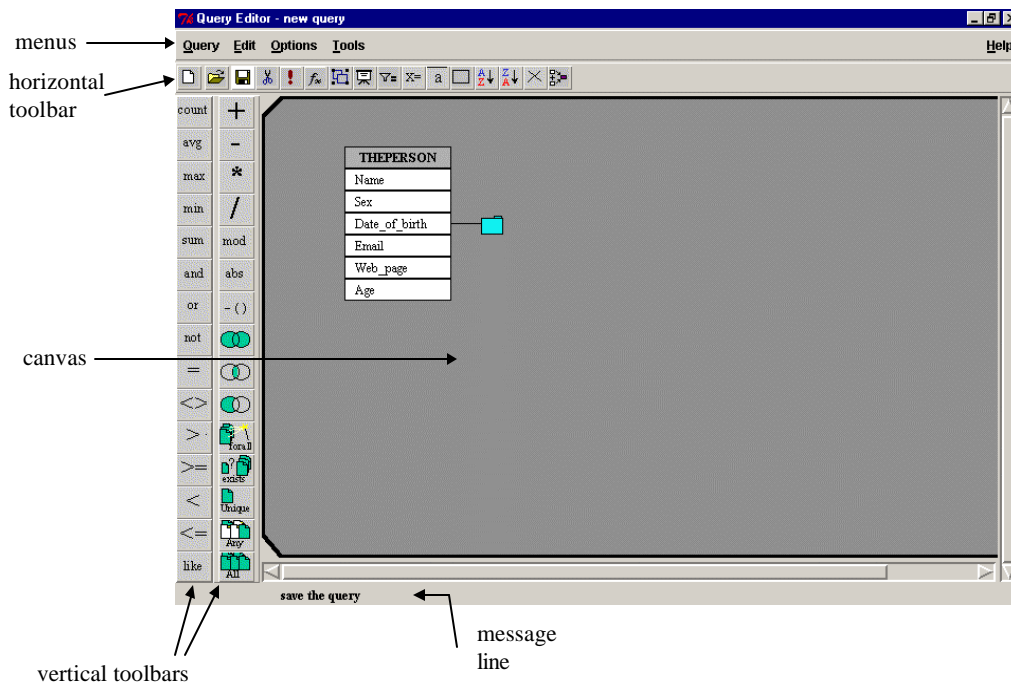 Query Editor - new query
menus
Query Edit Options Tools Help
horizontal
toolbar
X= a A Z Z A
count +
avg -
max *
min /
sum mod
and abs
or - ( )
not
=
<>
> forall
>= ? exists
< Unique
<= Any
like All
THEPERSON
Name
Sex
Date_of_birth
Email
Web_page
Age
canvas
save the query
message
line
vertical toolbars